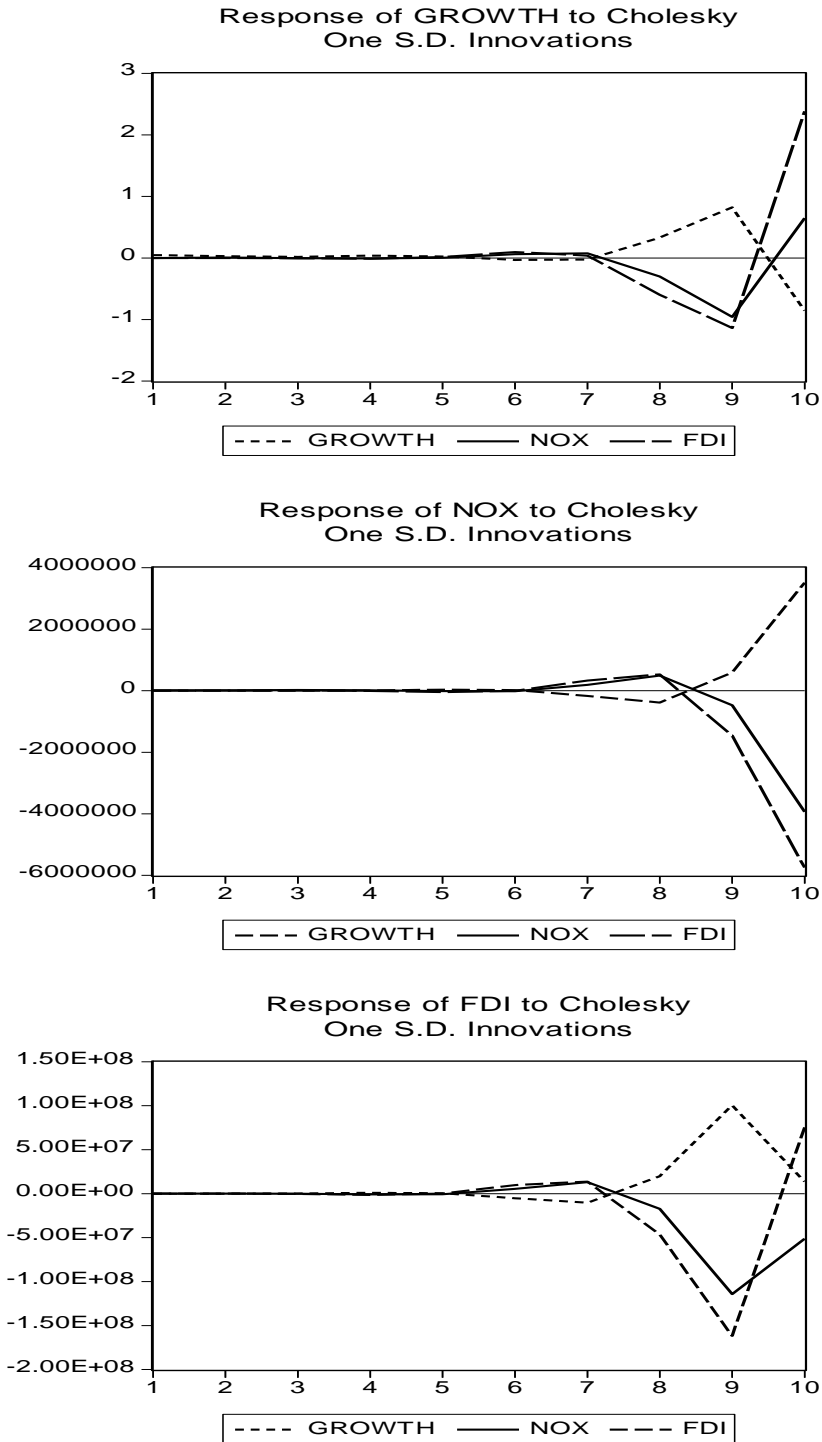 Response of GROWTH to Cholesky
One S.D. Innovations
3
2
1
0
-1
-2
1 2 3 4 5 6 7 8 9 10
GROWTH NOX FDI
Response of NOX to Cholesky
One S.D. Innovations
4000000
2000000
0
-2000000
-4000000
-6000000
1 2 3 4 5 6 7 8 9 10
GROWTH NOX FDI
Response of FDI to Cholesky
One S.D. Innovations
1.50E+08
1.00E+08
5.00E+07
0.00E+00
-5.00E+07
-1.00E+08
-1.50E+08
-2.00E+08
1 2 3 4 5 6 7 8 9 10
GROWTH NOX FDI